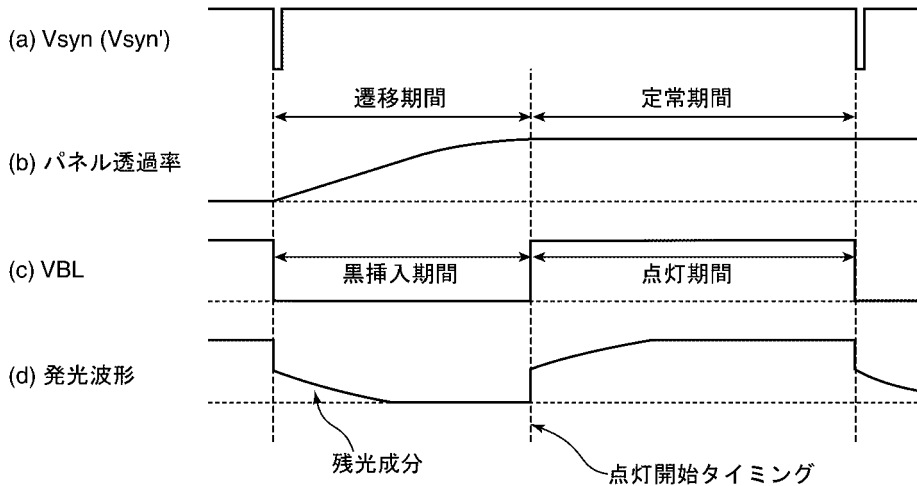 (a) Vsyn (Vsyn')
遷移期間
定常期間
(b) パネル透過率
(c) VBL
黒挿入期間
点灯期間
(d) 発光波形
残光成分
点灯開始タイミング